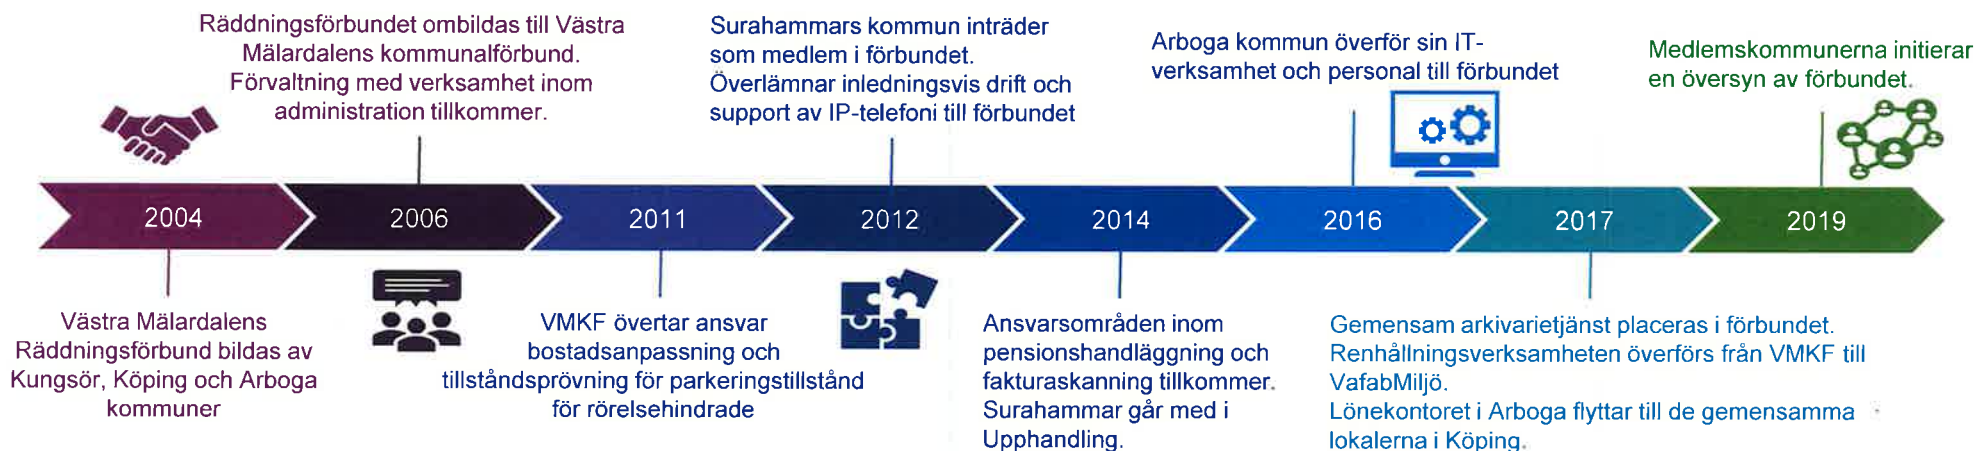 Räddningsförbundet ombildas till Västra
Mälardalens kommunalförbund.
Förvaltning med verksamhet inom
administration tillkommer.
Surahammars kommun inträder
som medlem i förbundet.
Överlämnar inledningsvis drift och
support av IP-telefoni till förbundet
Arboga kommun överför sin IT-
verksamhet och personal till förbundet
Medlemskommunerna initierar
en översyn av förbundet.
2004
2006
2011
2012
2014
2016
2017
2019
Västra Mälardalens
Räddningsförbund bildas av
Kungsör, Köping och Arboga
kommuner
VMKF övertar ansvar
bostadsanpassning och
tillståndsprövning för parkeringstillstånd
för rörelsehindrade
Ansvarsområden inom
pensionshandläggning och
fakturaskanning tillkommer.
Surahammar går med i
Upphandling.
Gemensam arkivarietjänst placeras i förbundet.
Renhållningsverksamheten överförs från VMKF till
VafabMiljö.
Lönekontoret i Arboga flyttar till de gemensamma
lokalerna i Köping.